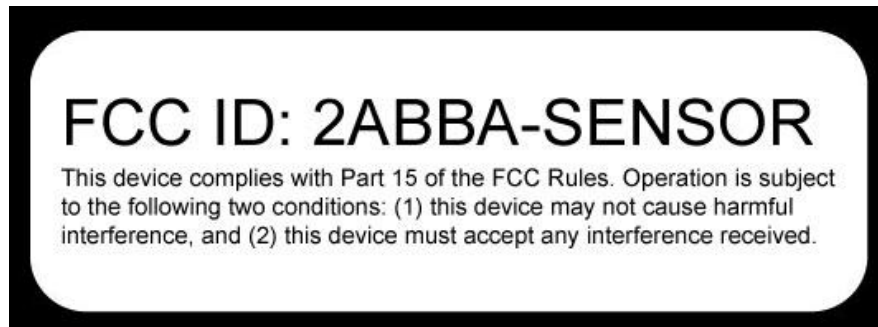 FCC ID: 2ABBA-SENSOR
This device complies with Part 15 of the FCC Rules. Operation is subject
to the following two conditions: (1) this device may not cause harmful
interference, and (2) this device must accept any interference received.